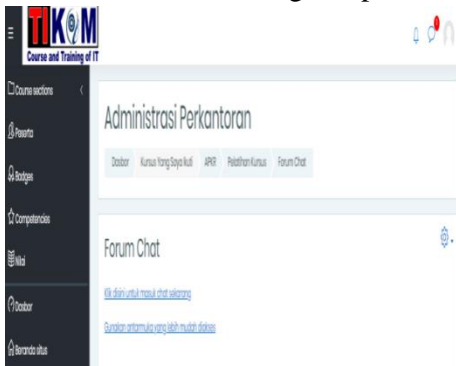 TIKOM
Course and Training of IT
Course sections
Peserta
Badges
Competencies
Nilai
Dasbor
Beranda situs
Administrasi Perkantoran
Dasbor Kursus Yang Saya Ikuti APKR Pelatihan Kursus Forum Chat
Forum Chat
Klik disini untuk masuk chat sekarang
Gunakan antarmuka yang lebih mudah diakses